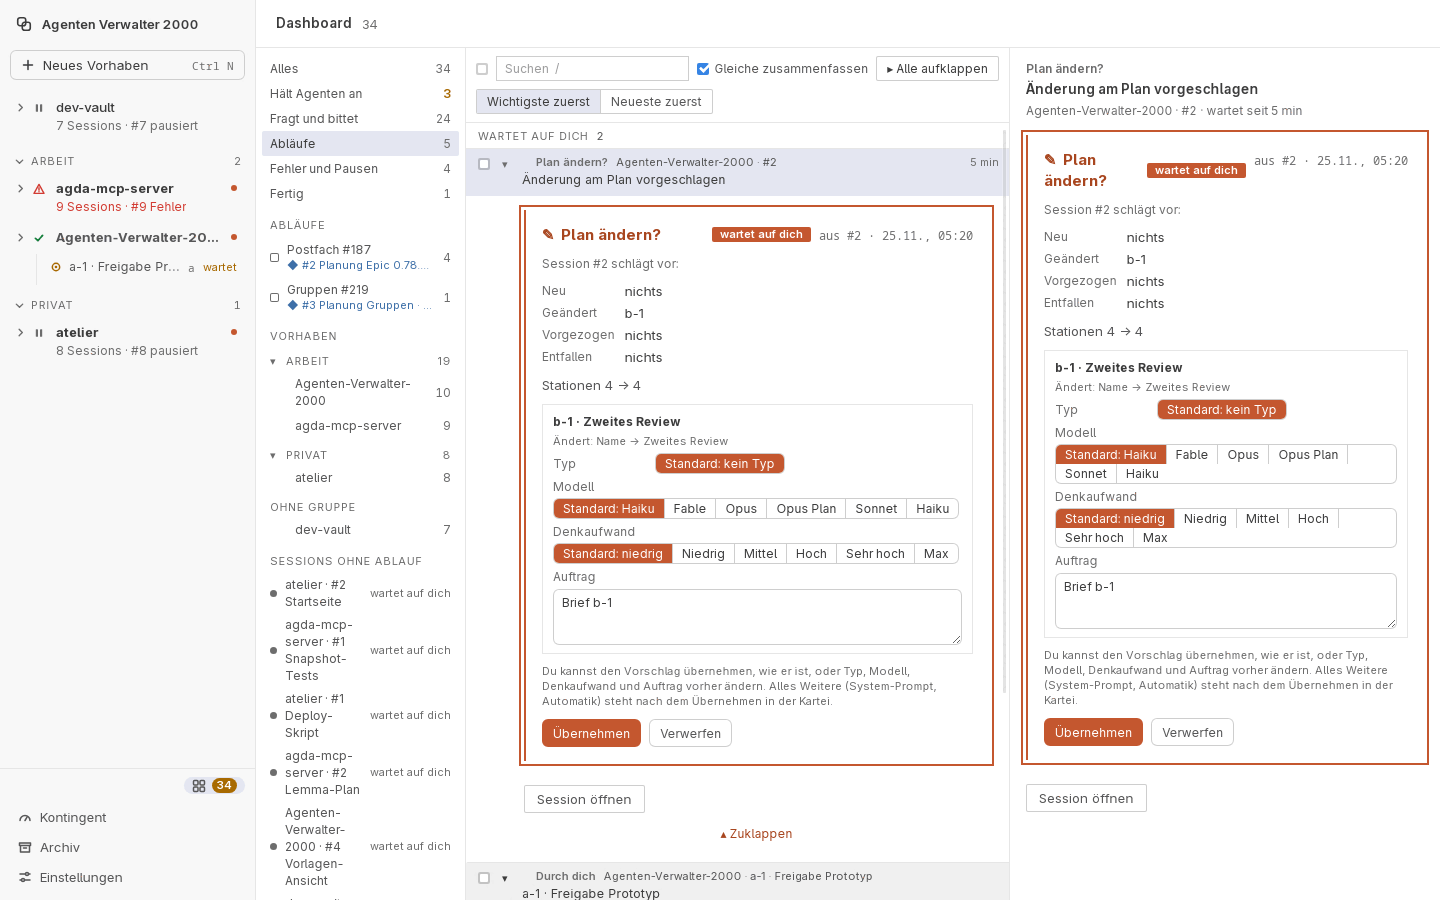 Agenten Verwalter 2000
Neues Vorhaben Ctrl N
dev-vault
7 Sessions · #7 pausiert
ARBEIT 2
agda-mcp-server
9 Sessions · #9 Fehler
Agenten-Verwalter-20...
a-1 · Freigabe Pr... a wartet
PRIVAT 1
atelier
8 Sessions · #8 pausiert
34
Kontingent
Archiv
Einstellungen
Dashboard 34
Alles 34
Hält Agenten an 3
Fragt und bittet 24
Abläufe 5
Fehler und Pausen 4
Fertig 1
ABLÄUFE
Postfach #187
#2 Planung Epic 0.78.... 4
Gruppen #219
#3 Planung Gruppen · ... 1
VORHABEN
ARBEIT 19
Agenten-Verwalter-
2000 10
agda-mcp-server 9
PRIVAT 8
atelier 8
OHNE GRUPPE
dev-vault 7
SESSIONS OHNE ABLAUF
atelier · #2
Startseite wartet auf dich
agda-mcp-
server · #1
Snapshot-
Tests wartet auf dich
atelier · #1
Deploy-
Skript wartet auf dich
agda-mcp-
server · #2
Lemma-Plan wartet auf dich
Agenten-
Verwalter-
2000 · #4
Vorlagen-
Ansicht wartet auf dich
Suchen /
Gleiche zusammenfassen
▸ Alle aufklappen
Wichtigste zuerst Neueste zuerst
WARTET AUF DICH 2
Plan ändern? Agenten-Verwalter-2000 · #2 5 min
Änderung am Plan vorgeschlagen
✎ Plan ändern? wartet auf dich aus #2 · 25.11., 05:20
Session #2 schlägt vor:
Neu nichts
Geändert b-1
Vorgezogen nichts
Entfallen nichts
Stationen 4 → 4
b-1 · Zweites Review
Ändert: Name → Zweites Review
Typ Standard: kein Typ
Modell
Standard: Haiku Fable Opus Opus Plan Sonnet Haiku
Denkaufwand
Standard: niedrig Niedrig Mittel Hoch Sehr hoch Max
Auftrag
Brief b-1
Du kannst den Vorschlag übernehmen, wie er ist, oder Typ, Modell,
Denkaufwand und Auftrag vorher ändern. Alles Weitere (System-Prompt,
Automatik) steht nach dem Übernehmen in der Kartei.
Übernehmen Verwerfen
Session öffnen
▴ Zuklappen
Durch dich Agenten-Verwalter-2000 · a-1 · Freigabe Prototyp
a-1 · Freigabe Prototyp
Plan ändern?
Änderung am Plan vorgeschlagen
Agenten-Verwalter-2000 · #2 · wartet seit 5 min
✎ Plan
ändern? wartet auf dich aus #2 · 25.11., 05:20
Session #2 schlägt vor:
Neu nichts
Geändert b-1
Vorgezogen nichts
Entfallen nichts
Stationen 4 → 4
b-1 · Zweites Review
Ändert: Name → Zweites Review
Typ Standard: kein Typ
Modell
Standard: Haiku Fable Opus Opus Plan
Sonnet Haiku
Denkaufwand
Standard: niedrig Niedrig Mittel Hoch
Sehr hoch Max
Auftrag
Brief b-1
Du kannst den Vorschlag übernehmen, wie er ist, oder Typ,
Modell, Denkaufwand und Auftrag vorher ändern. Alles Weitere
(System-Prompt, Automatik) steht nach dem Übernehmen in der
Kartei.
Übernehmen Verwerfen
Session öffnen